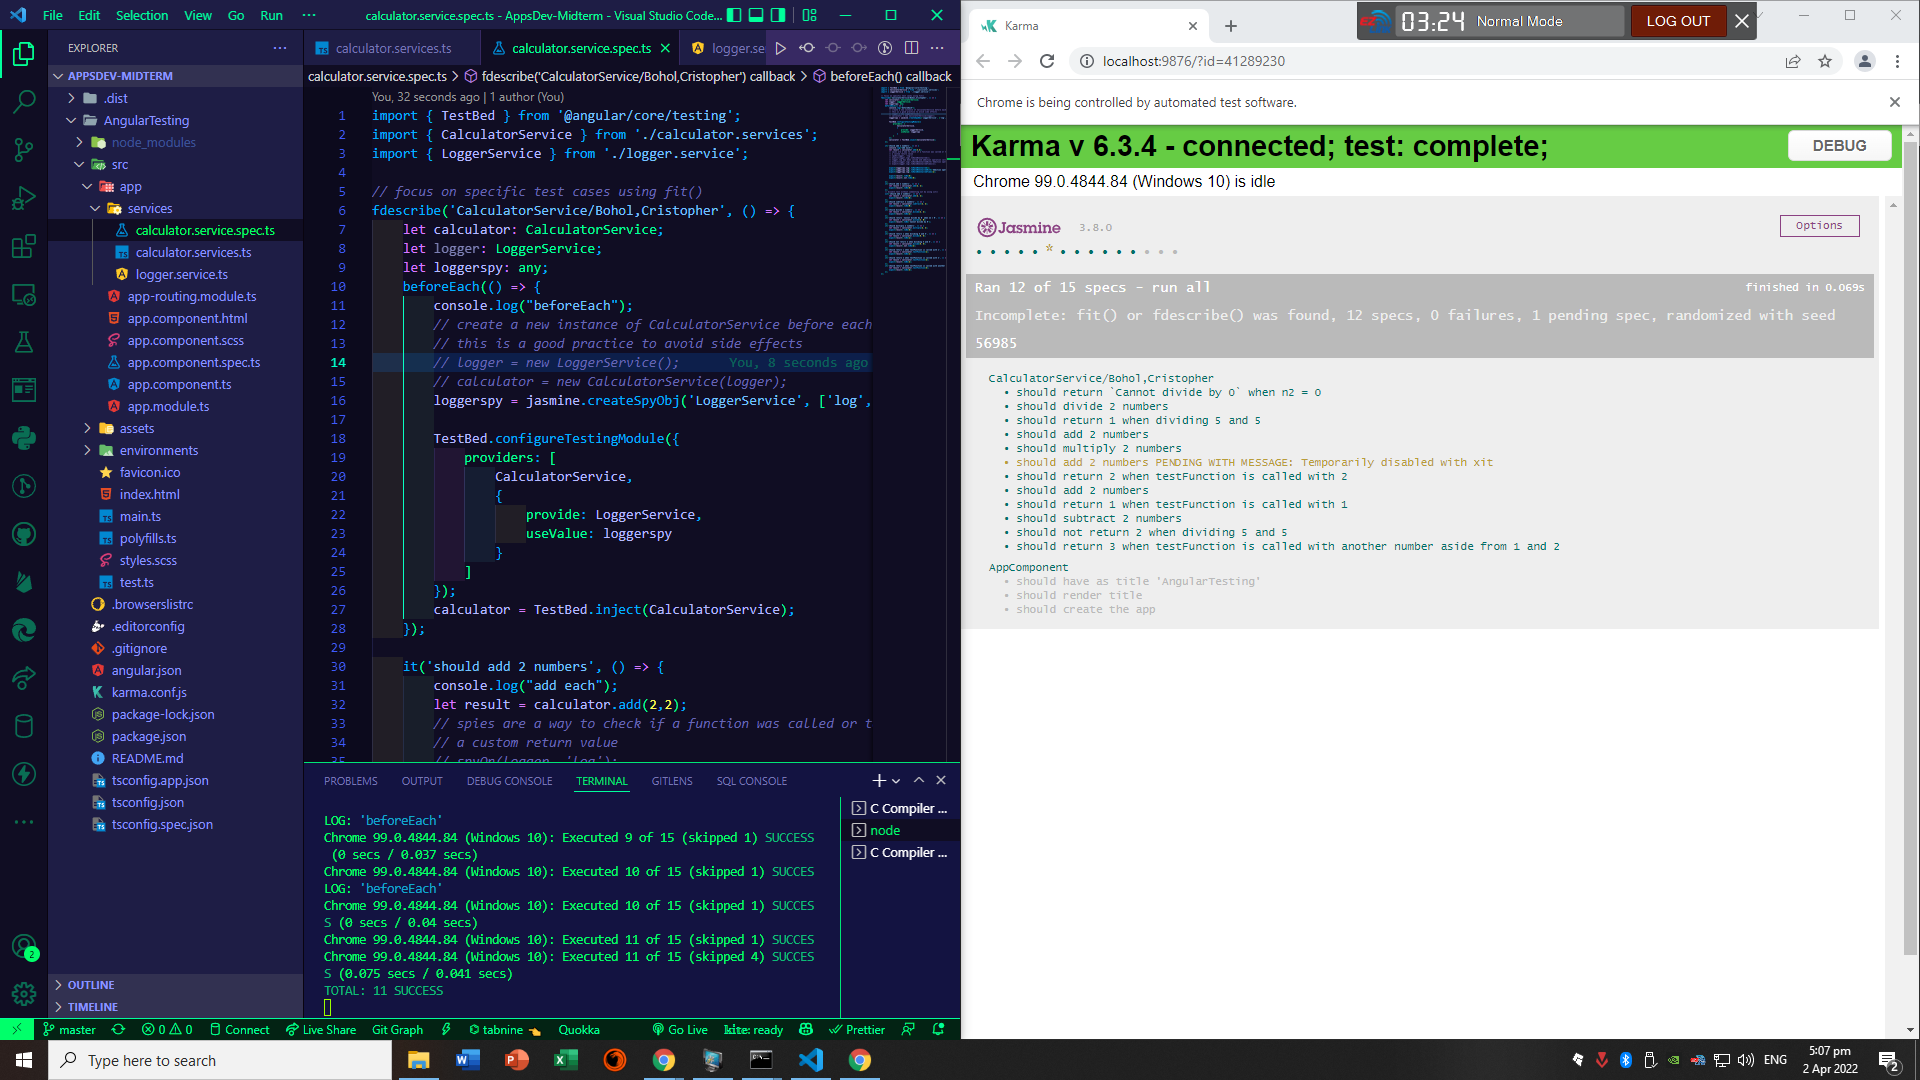 File Edit Selection View Go Run ··· calculator.service.spec.ts - AppsDev-Midterm - Visual Studio Code...
EXPLORER
APPSDEV-MIDTERM
.dist
AngularTesting
node_modules
src
app
services
calculator.service.spec.ts
calculator.services.ts
logger.service.ts
app-routing.module.ts
app.component.html
app.component.scss
app.component.spec.ts
app.component.ts
app.module.ts
assets
environments
favicon.ico
index.html
main.ts
polyfills.ts
styles.scss
test.ts
.browserslistrc
.editorconfig
.gitignore
angular.json
karma.conf.js
package-lock.json
package.json
README.md
tsconfig.app.json
tsconfig.json
tsconfig.spec.json
OUTLINE
TIMELINE
calculator.services.ts calculator.service.spec.ts logger.se
calculator.service.spec.ts > fdescribe('CalculatorService/Bohol,Cristopher') callback > beforeEach() callback
You, 32 seconds ago | 1 author (You)
1 import { TestBed } from '@angular/core/testing';
2 import { CalculatorService } from './calculator.services';
3 import { LoggerService } from './logger.service';
4
5 // focus on specific test cases using fit()
6 fdescribe('CalculatorService/Bohol,Cristopher', () => {
7 let calculator: CalculatorService;
8 let logger: LoggerService;
9 let loggerspy: any;
10 beforeEach(() => {
11 console.log("beforeEach");
12 // create a new instance of CalculatorService before each
13 // this is a good practice to avoid side effects
14 // logger = new LoggerService(); You, 8 seconds ago
15 // calculator = new CalculatorService(logger);
16 loggerspy = jasmine.createSpyObj('LoggerService', ['log',
17
18 TestBed.configureTestingModule({
19 providers: [
20 CalculatorService,
21 {
22 provide: LoggerService,
23 useValue: loggerspy
24 }
25 ]
26 });
27 calculator = TestBed.inject(CalculatorService);
28 });
29
30 it('should add 2 numbers', () => {
31 console.log("add each");
32 let result = calculator.add(2,2);
33 // spies are a way to check if a function was called or t
34 // a custom return value
35 // spyOn(logger, 'log');
PROBLEMS OUTPUT DEBUG CONSOLE TERMINAL GITLENS SQL CONSOLE
LOG: 'beforeEach'
Chrome 99.0.4844.84 (Windows 10): Executed 9 of 15 (skipped 1) SUCCESS
(0 secs / 0.037 secs)
Chrome 99.0.4844.84 (Windows 10): Executed 10 of 15 (skipped 1) SUCCES
LOG: 'beforeEach'
Chrome 99.0.4844.84 (Windows 10): Executed 10 of 15 (skipped 1) SUCCES
S (0 secs / 0.04 secs)
Chrome 99.0.4844.84 (Windows 10): Executed 11 of 15 (skipped 1) SUCCES
Chrome 99.0.4844.84 (Windows 10): Executed 11 of 15 (skipped 4) SUCCES
S (0.075 secs / 0.041 secs)
TOTAL: 11 SUCCESS
C Compiler ...
node
C Compiler ...
2
master 0 0 Connect Live Share Git Graph tabnine Quokka Go Live kite: ready Prettier
Karma
03:24 Normal Mode LOG OUT
localhost:9876/?id=41289230
Chrome is being controlled by automated test software.
Karma v 6.3.4 - connected; test: complete;
DEBUG
Chrome 99.0.4844.84 (Windows 10) is idle
Jasmine 3.8.0
Options
Ran 12 of 15 specs - run all
finished in 0.069s
Incomplete: fit() or fdescribe() was found, 12 specs, 0 failures, 1 pending spec, randomized with seed
56985
CalculatorService/Bohol,Cristopher
• should return `Cannot divide by 0` when n2 = 0
• should divide 2 numbers
• should return 1 when dividing 5 and 5
• should add 2 numbers
• should multiply 2 numbers
• should add 2 numbers PENDING WITH MESSAGE: Temporarily disabled with xit
• should return 2 when testFunction is called with 2
• should add 2 numbers
• should return 1 when testFunction is called with 1
• should subtract 2 numbers
• should not return 2 when dividing 5 and 5
• should return 3 when testFunction is called with another number aside from 1 and 2
AppComponent
• should have as title 'AngularTesting'
• should render title
• should create the app
Type here to search
ENG
5:07 pm
2 Apr 2022
2